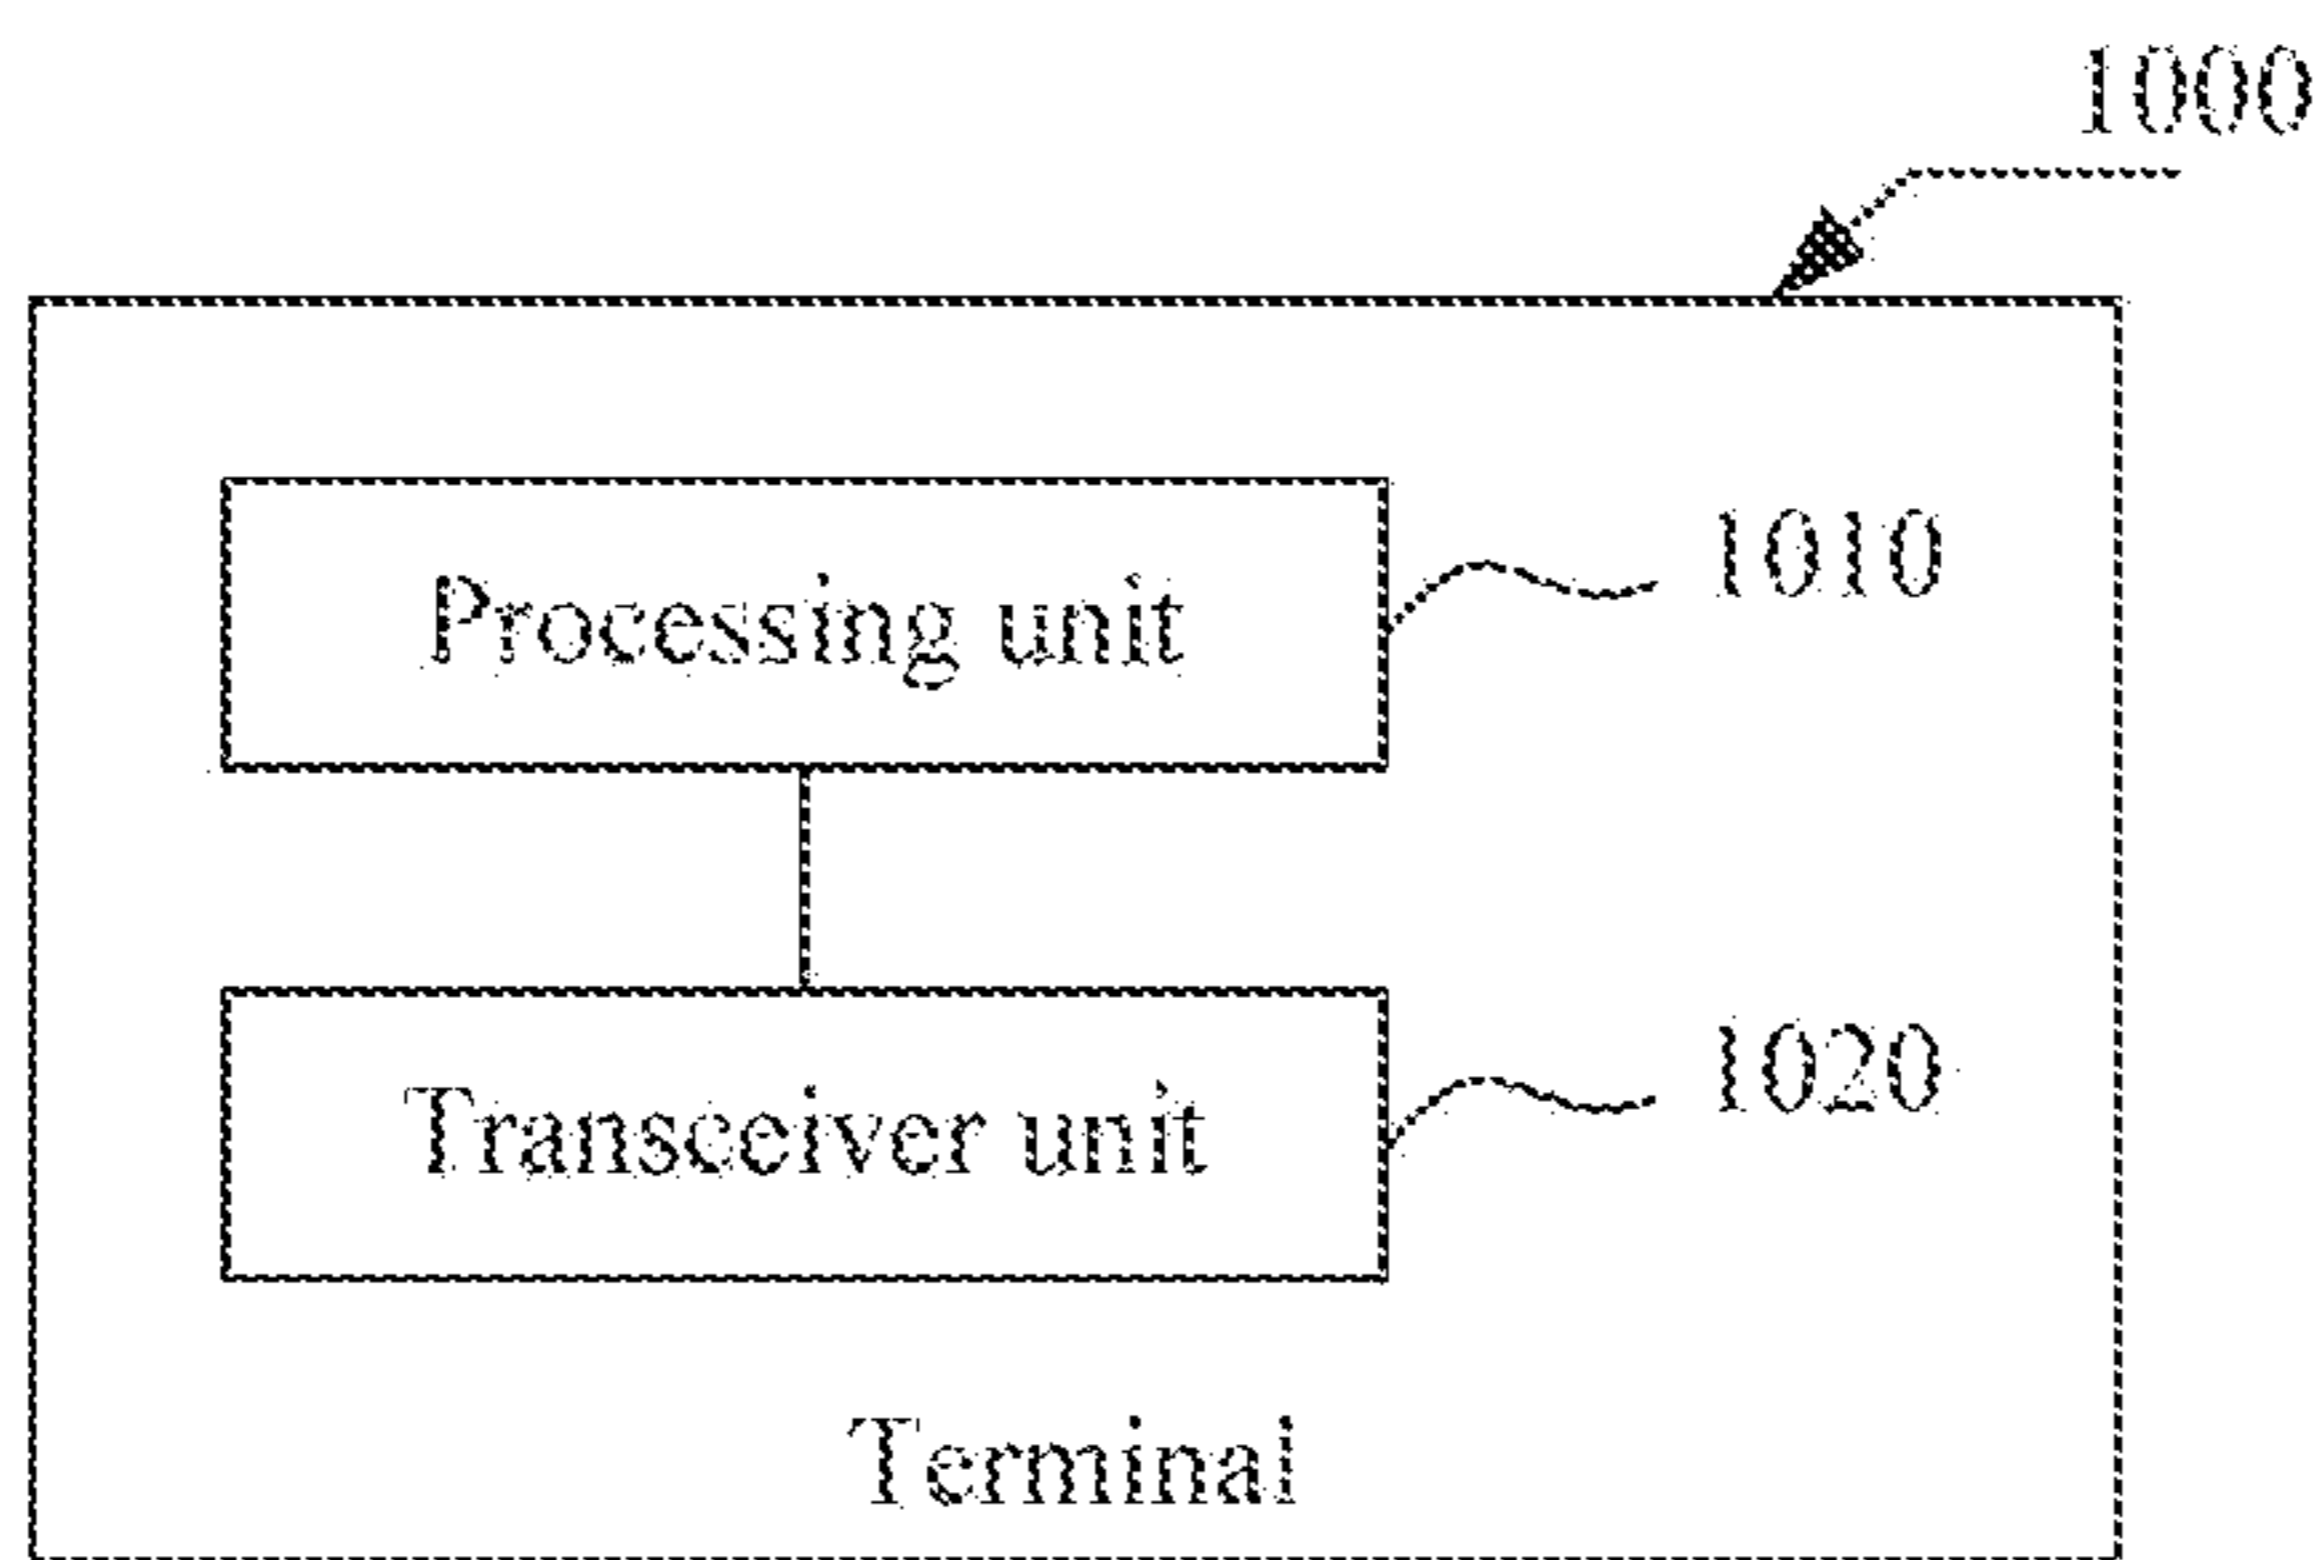 1000
Processing unit
1010
Transceiver unit
1020
Terminal